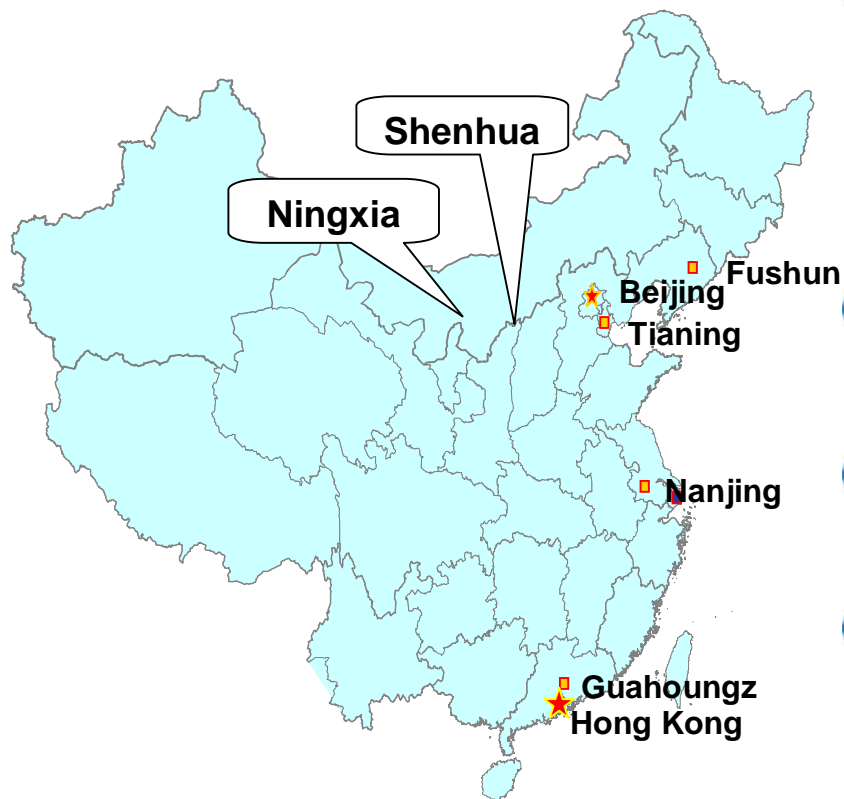 Shenhua
Ningxia
Fushun
Beijing
Tianing
Nanjing
Guahoungz
Hong Kong